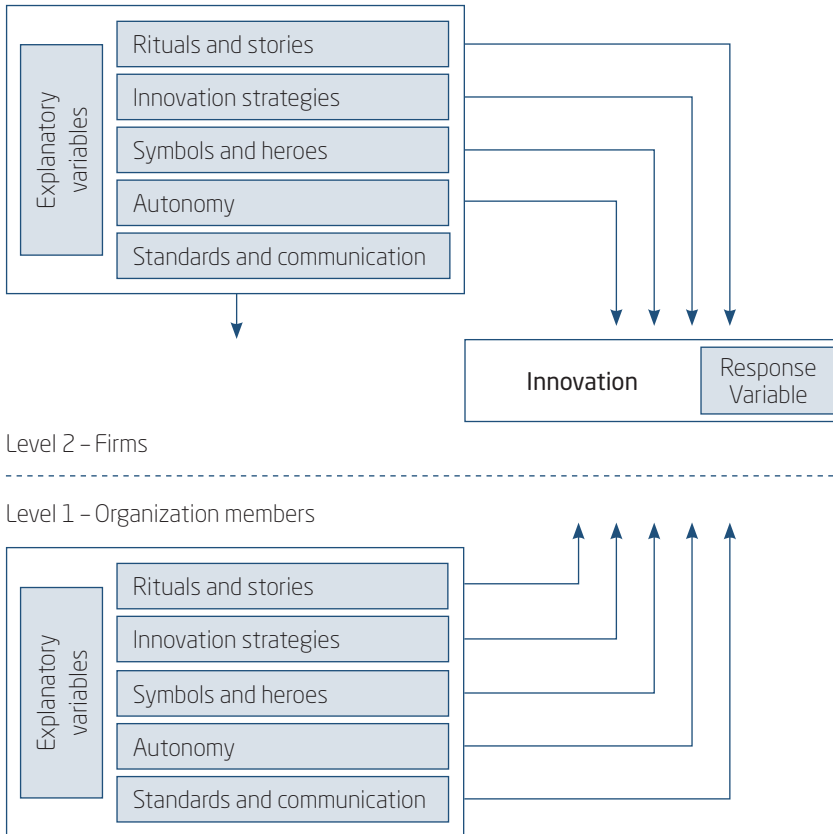 Explanatory
variables
Rituals and stories
Innovation strategies
Symbols and heroes
Autonomy
Standards and communication
Innovation
Response
Variable
Level 2 – Firms
Level 1 – Organization members
Explanatory
variables
Rituals and stories
Innovation strategies
Symbols and heroes
Autonomy
Standards and communication